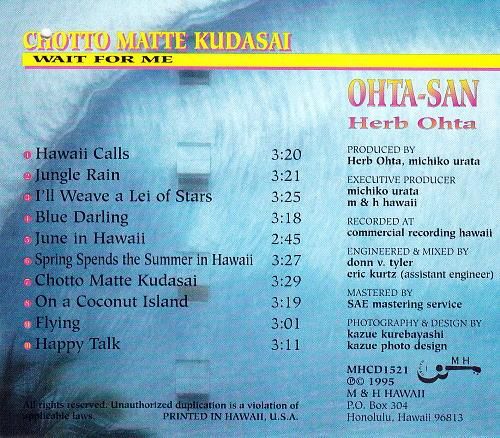 CHOTTO MATTE KUDASAI
WAIT FOR ME
OHTA-SAN
Herb Ohta
1 Hawaii Calls 3:20
2 Jungle Rain 3:21
3 I'll Weave a Lei of Stars 3:25
4 Blue Darling 3:18
5 June in Hawaii 2:45
6 Spring Spends the Summer in Hawaii 3:27
7 Chotto Matte Kudasai 3:29
8 On a Coconut Island 3:19
9 Flying 3:01
10 Happy Talk 3:11
PRODUCED BY
Herb Ohta, michiko urata
EXECUTIVE PRODUCER
michiko urata
m & h hawaii
RECORDED AT
commercial recording hawaii
ENGINEERED & MIXED BY
donn v. tyler
eric kurtz (assistant engineer)
MASTERED BY
SAE mastering service
PHOTOGRAPHY & DESIGN BY
kazue kurebayashi
kazue photo design
MHCD1521
M H
℗© 1995
M & H HAWAII
P.O. Box 304
Honolulu, Hawaii 96813
All rights reserved. Unauthorized duplication is a violation of
applicable laws. PRINTED IN HAWAII, U.S.A.